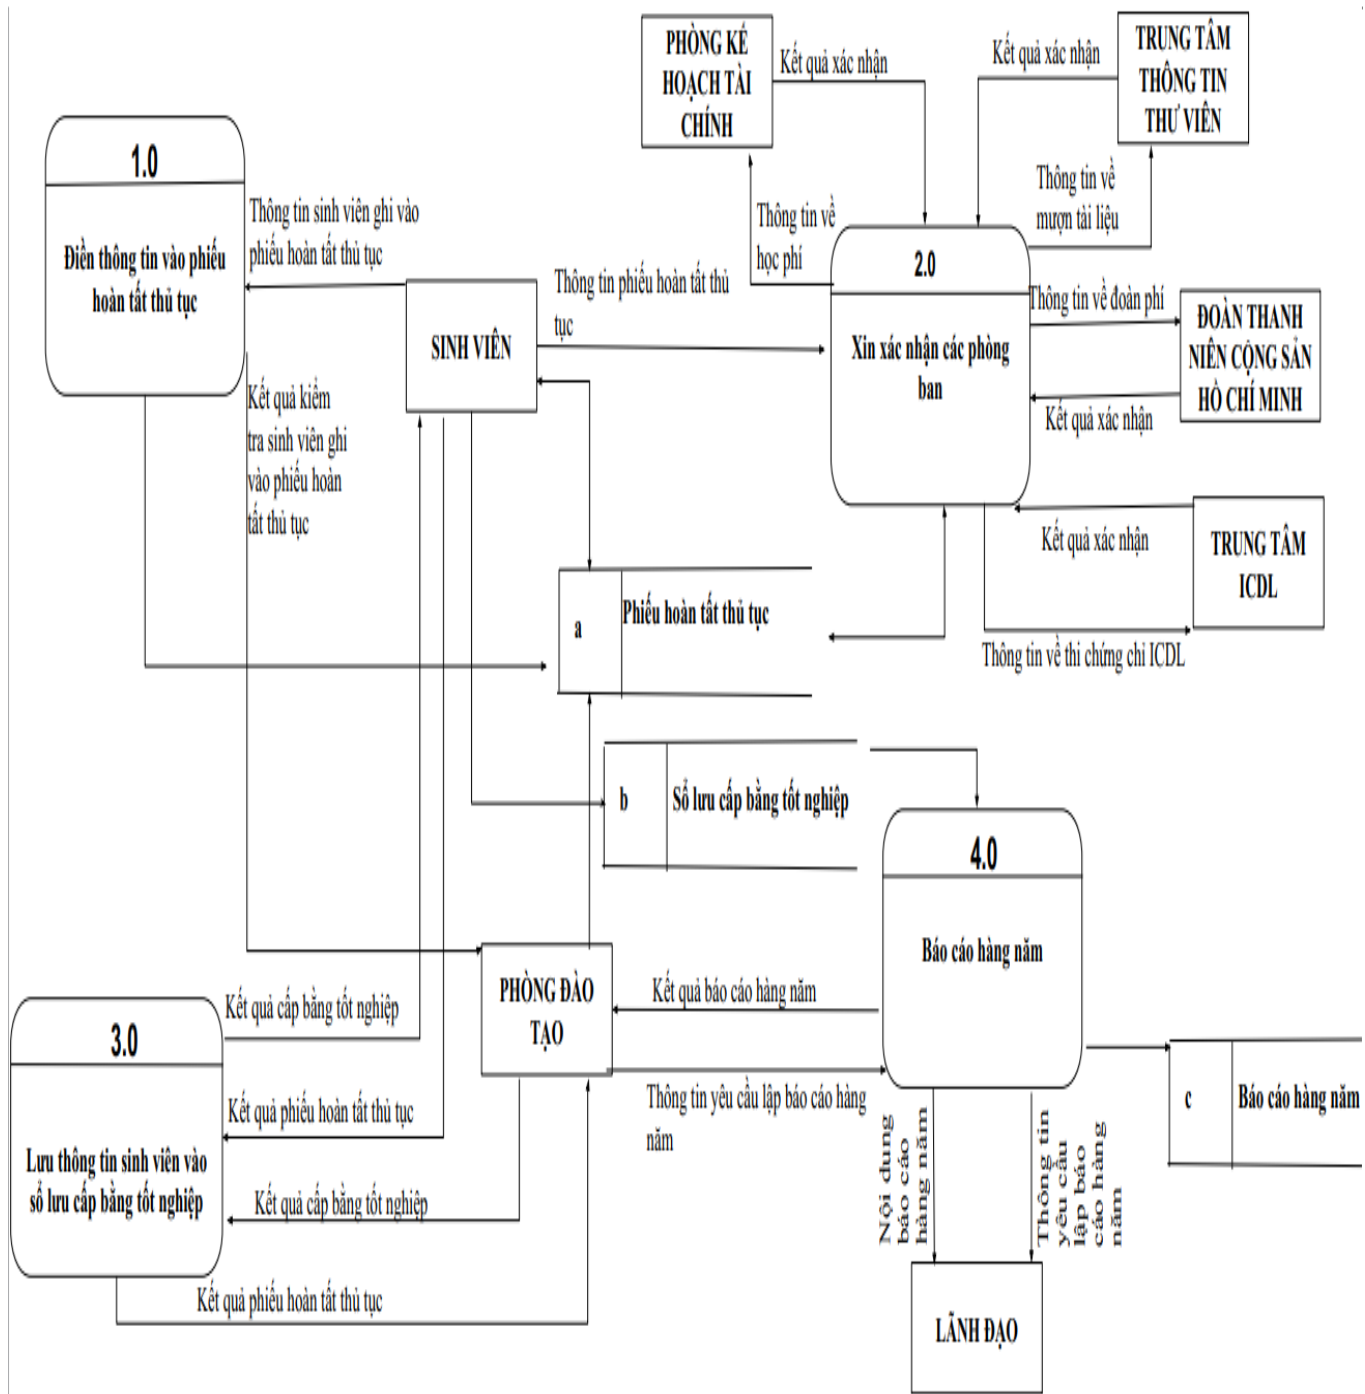 PHÒNG KẾ
HOẠCH TÀI
CHÍNH
Kết quả xác nhận
Kết quả xác nhận
TRUNG TÂM
THÔNG TIN
THƯ VIÊN
1.0
Điền thông tin vào phiếu
hoàn tất thủ tục
Thông tin sinh viên ghi vào
phiếu hoàn tất thủ tục
Thông tin về
học phí
Thông tin về
mượn tài liệu
2.0
Xin xác nhận các phòng
ban
SINH VIÊN
Thông tin phiếu hoàn tất thủ
tục
Thông tin về đoàn phí
ĐOÀN THANH
NIÊN CỘNG SẢN
HỒ CHÍ MINH
Kết quả xác nhận
Kết quả kiểm
tra sinh viên ghi
vào phiếu hoàn
tất thủ tục
Kết quả xác nhận
TRUNG TÂM
ICDL
Thông tin về thi chứng chỉ ICDL
a
Phiếu hoàn tất thủ tục
b
Sổ lưu cấp bằng tốt nghiệp
4.0
Báo cáo hàng năm
PHÒNG ĐÀO
TẠO
Kết quả báo cáo hàng năm
Thông tin yêu cầu lập báo cáo hàng
năm
3.0
Lưu thông tin sinh viên vào
sổ lưu cấp bằng tốt nghiệp
Kết quả cấp bằng tốt nghiệp
Kết quả phiếu hoàn tất thủ tục
Kết quả cấp bằng tốt nghiệp
Kết quả phiếu hoàn tất thủ tục
c
Báo cáo hàng năm
Nội dung
báo cáo
hàng năm
Thông tin
yêu cầu
lập báo
cáo hàng
năm
LÃNH ĐẠO